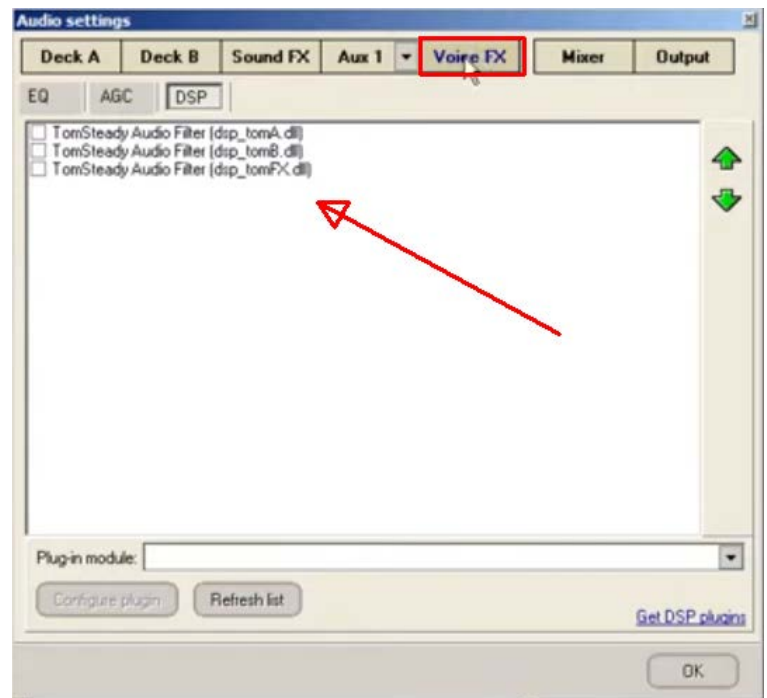 Audio settings
Deck A Deck B Sound FX Aux 1 Voice FX Mixer Output
EQ AGC DSP
TomSteady Audio Filter (dsp_tomA.dll)
TomSteady Audio Filter (dsp_tomB.dll)
TomSteady Audio Filter (dsp_tomFX.dll)
Plug-in module:
Configure plugin Refresh list
Get DSP plugins
OK